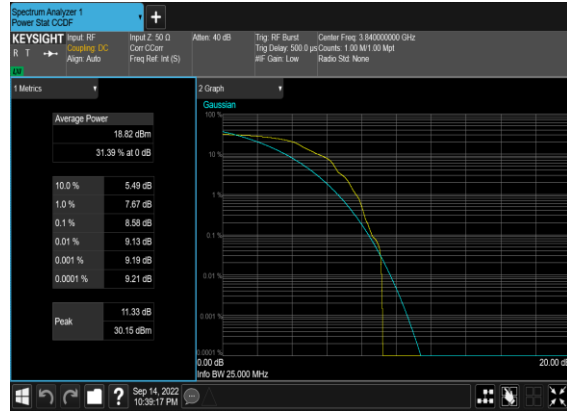 Spectrum Analyzer 1
Power Stat CCDF
+
KEYSIGHT
R T
Input: RF
Coupling: DC
Align: Auto
Input Z: 50 Ω
Corr CCorr
Freq Ref: Int (S)
Atten: 40 dB
Trig: RF Burst
Trig Delay: 500.0 µs
#IF Gain: Low
Center Freq: 3.840000000 GHz
Counts: 1.00 M/1.00 Mpt
Radio Std: None
1 Metrics
Average Power
18.82 dBm
31.39 % at 0 dB
10.0 % 5.49 dB
1.0 % 7.67 dB
0.1 % 8.58 dB
0.01 % 9.13 dB
0.001 % 9.19 dB
0.0001 % 9.21 dB
Peak
11.33 dB
30.15 dBm
2 Graph
Gaussian
100 %
10 %
1 %
0.1 %
0.01 %
0.001 %
0.0001 %
0.00 dB
20.00 dB
Info BW 25.000 MHz
?
Sep 14, 2022
10:39:17 PM